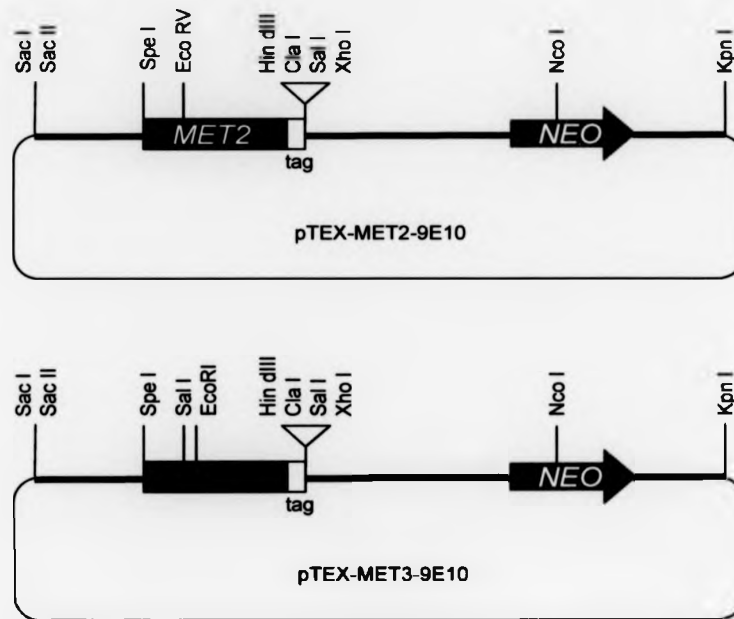 Sac I
Sac II
Spe I
Eco RV
Hin dIII
Cla I
Sal I
Xho I
Nco I
Kpn I
MET2
NEO
tag
pTEX-MET2-9E10
Sac I
Sac II
Spe I
Sal I
EcoRI
Hin dIII
Cla I
Sal I
Xho I
Nco I
Kpn I
NEO
tag
pTEX-MET3-9E10